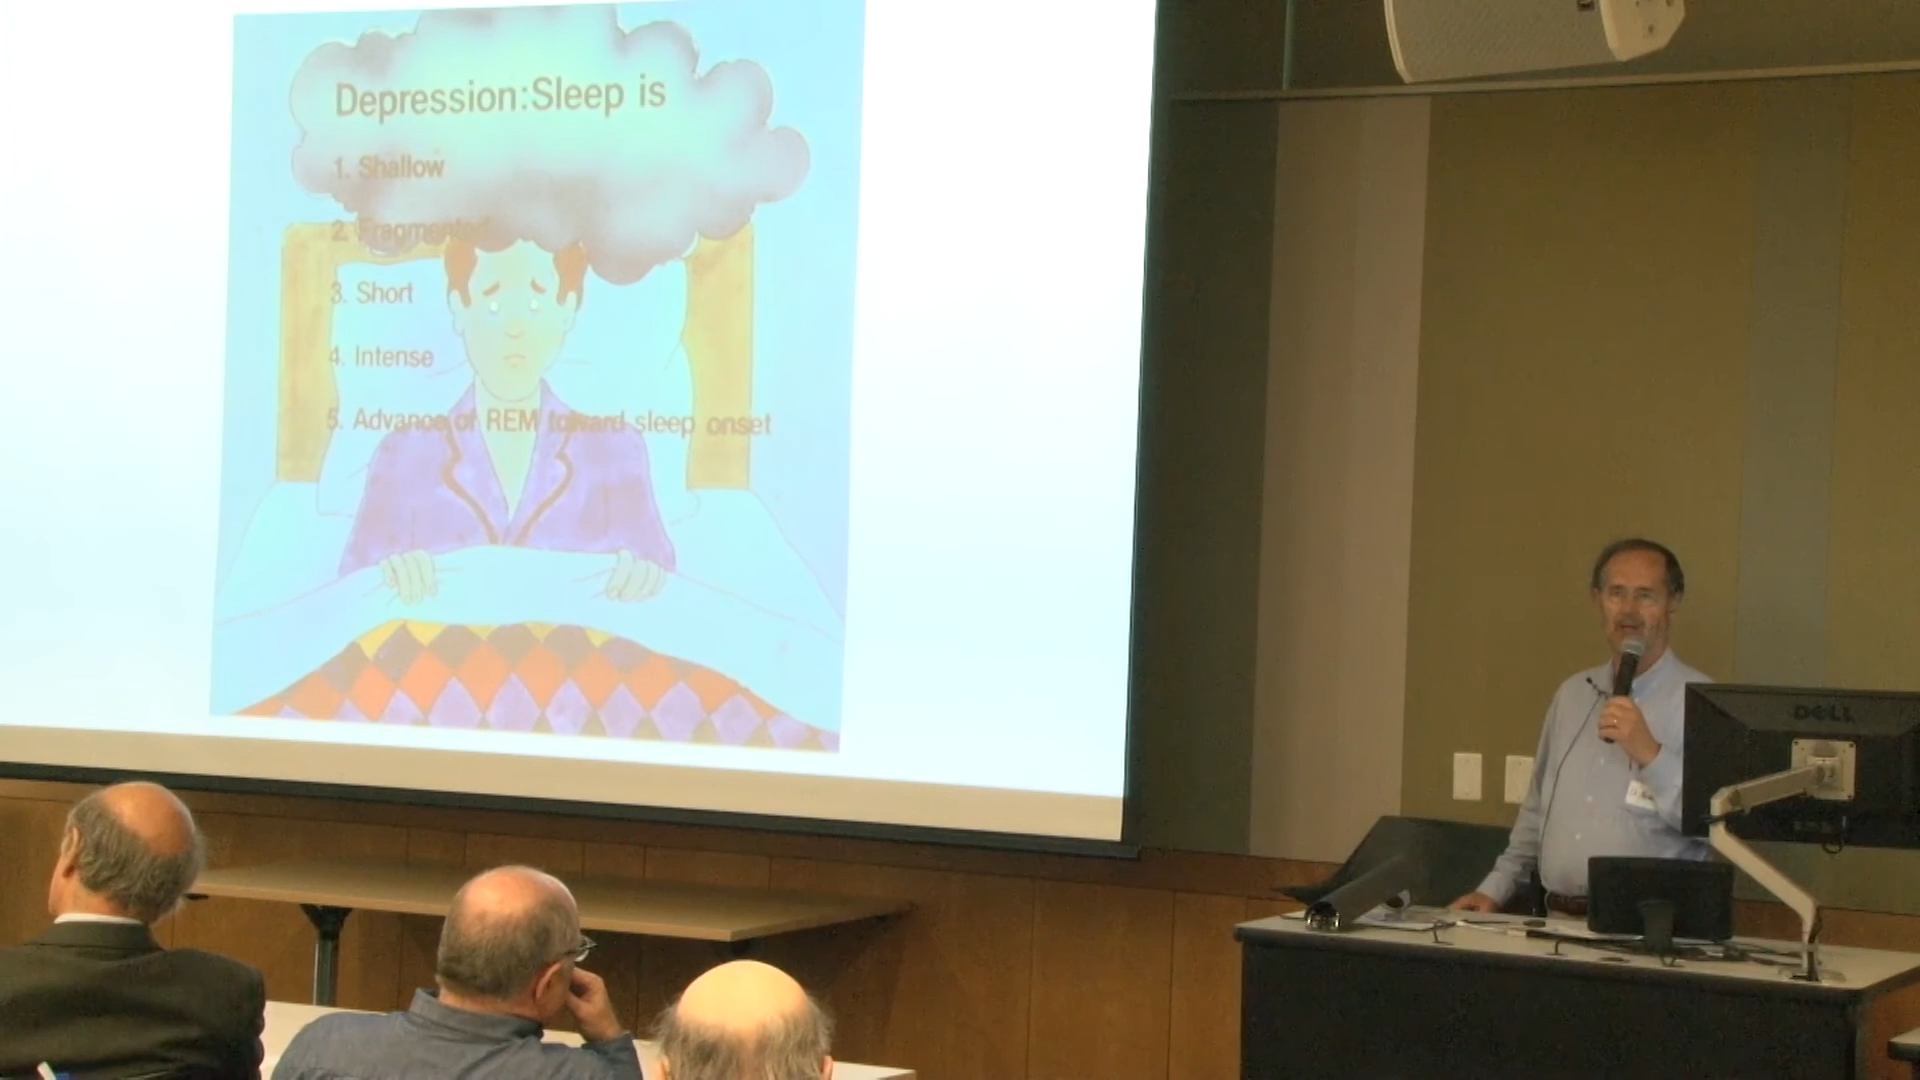 Depression:Sleep is
1. Shallow
2. Fragmented
3. Short
4. Intense
5. Advance of REM toward sleep onset
DELL